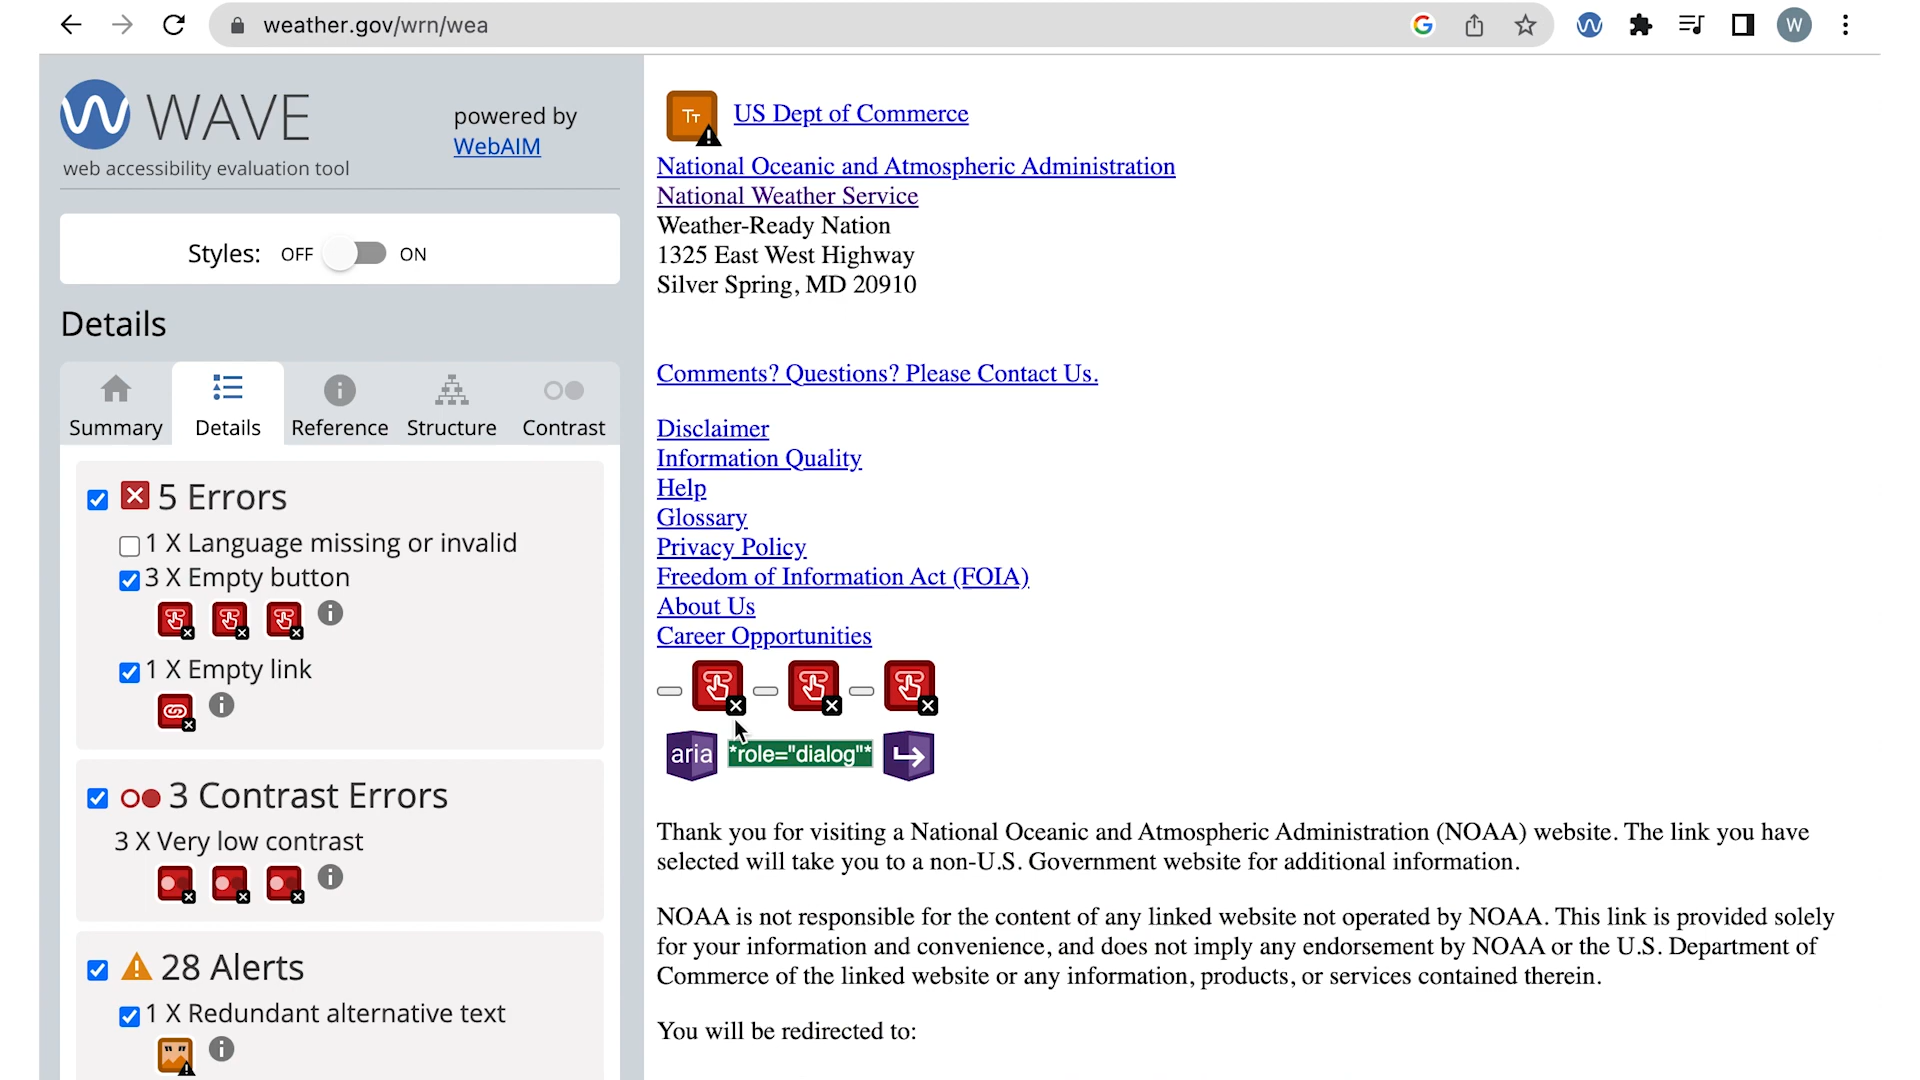 weather.gov/wrn/wea
W
WAVE
web accessibility evaluation tool
powered by
WebAIM
Styles: OFF ON
Details
Summary Details Reference Structure Contrast
5 Errors
1 X Language missing or invalid
3 X Empty button
1 X Empty link
3 Contrast Errors
3 X Very low contrast
28 Alerts
1 X Redundant alternative text
TT US Dept of Commerce
National Oceanic and Atmospheric Administration
National Weather Service
Weather-Ready Nation
1325 East West Highway
Silver Spring, MD 20910
Comments? Questions? Please Contact Us.
Disclaimer
Information Quality
Help
Glossary
Privacy Policy
Freedom of Information Act (FOIA)
About Us
Career Opportunities
aria *role="dialog"*
Thank you for visiting a National Oceanic and Atmospheric Administration (NOAA) website. The link you have
selected will take you to a non-U.S. Government website for additional information.
NOAA is not responsible for the content of any linked website not operated by NOAA. This link is provided solely
for your information and convenience, and does not imply any endorsement by NOAA or the U.S. Department of
Commerce of the linked website or any information, products, or services contained therein.
You will be redirected to: